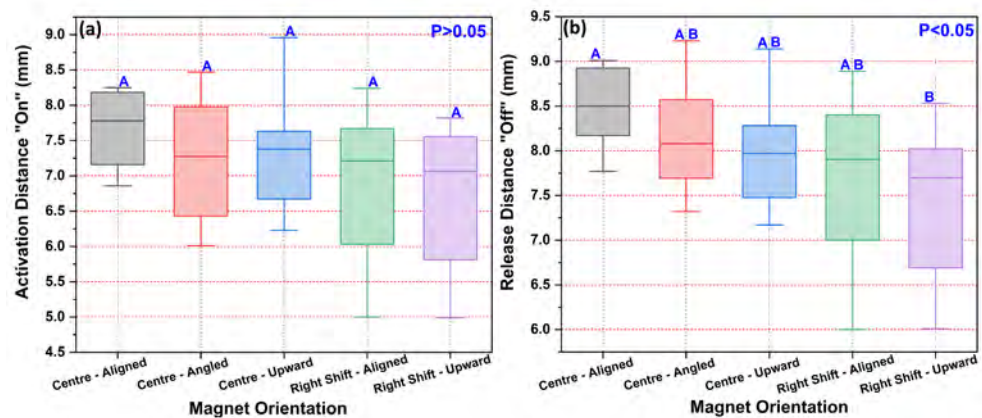 (a)
P>0.05
A
A
A
A
A
9.0
8.5
8.0
7.5
7.0
6.5
6.0
5.5
5.0
4.5
Activation Distance "On" (mm)
Centre - Aligned
Centre - Angled
Centre - Upward
Right Shift - Aligned
Right Shift - Upward
Magnet Orientation
(b)
P<0.05
A
A B
A B
A B
B
9.5
9.0
8.5
8.0
7.5
7.0
6.5
6.0
Release Distance "Off" (mm)
Centre - Aligned
Centre - Angled
Centre - Upward
Right Shift - Aligned
Right Shift - Upward
Magnet Orientation